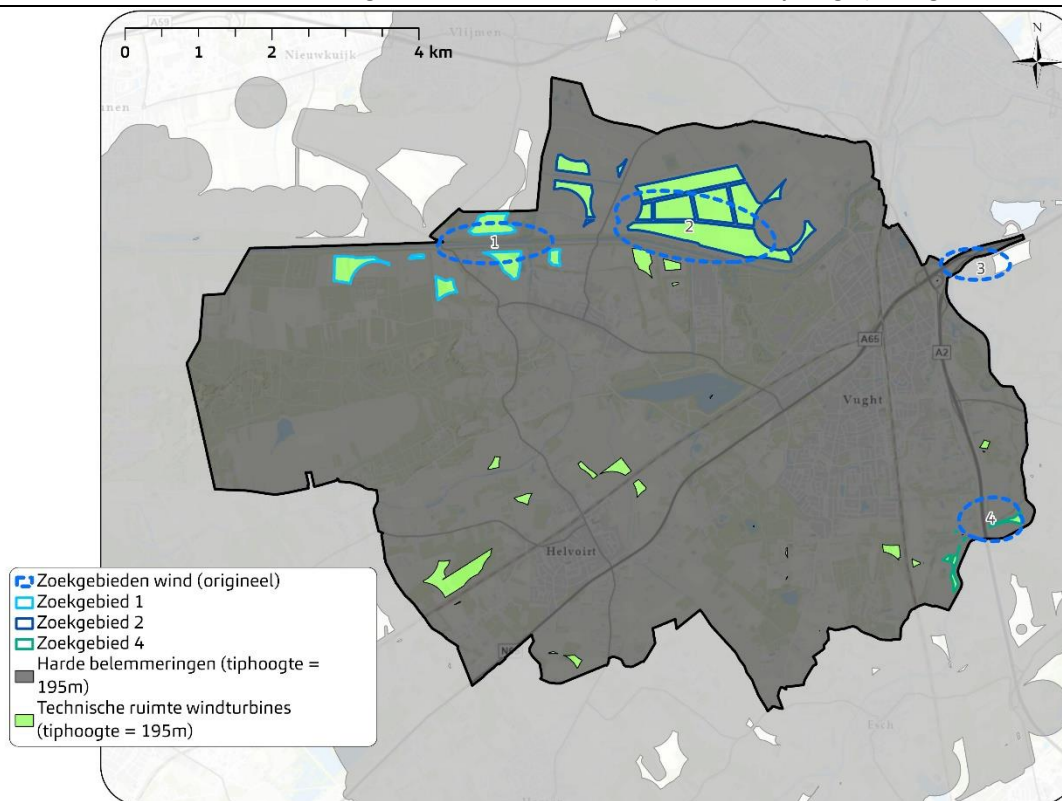 A59
Vlijmen
Nieuwkuijk
0 1 2 4 km
N
1
2
3
A65
A2
Vught
4
Helvoirt
Esch
Zoekgebieden wind (origineel)
Zoekgebied 1
Zoekgebied 2
Zoekgebied 4
Harde belemmeringen (tiphoogte =
195m)
Technische ruimte windturbines
(tiphoogte = 195m)